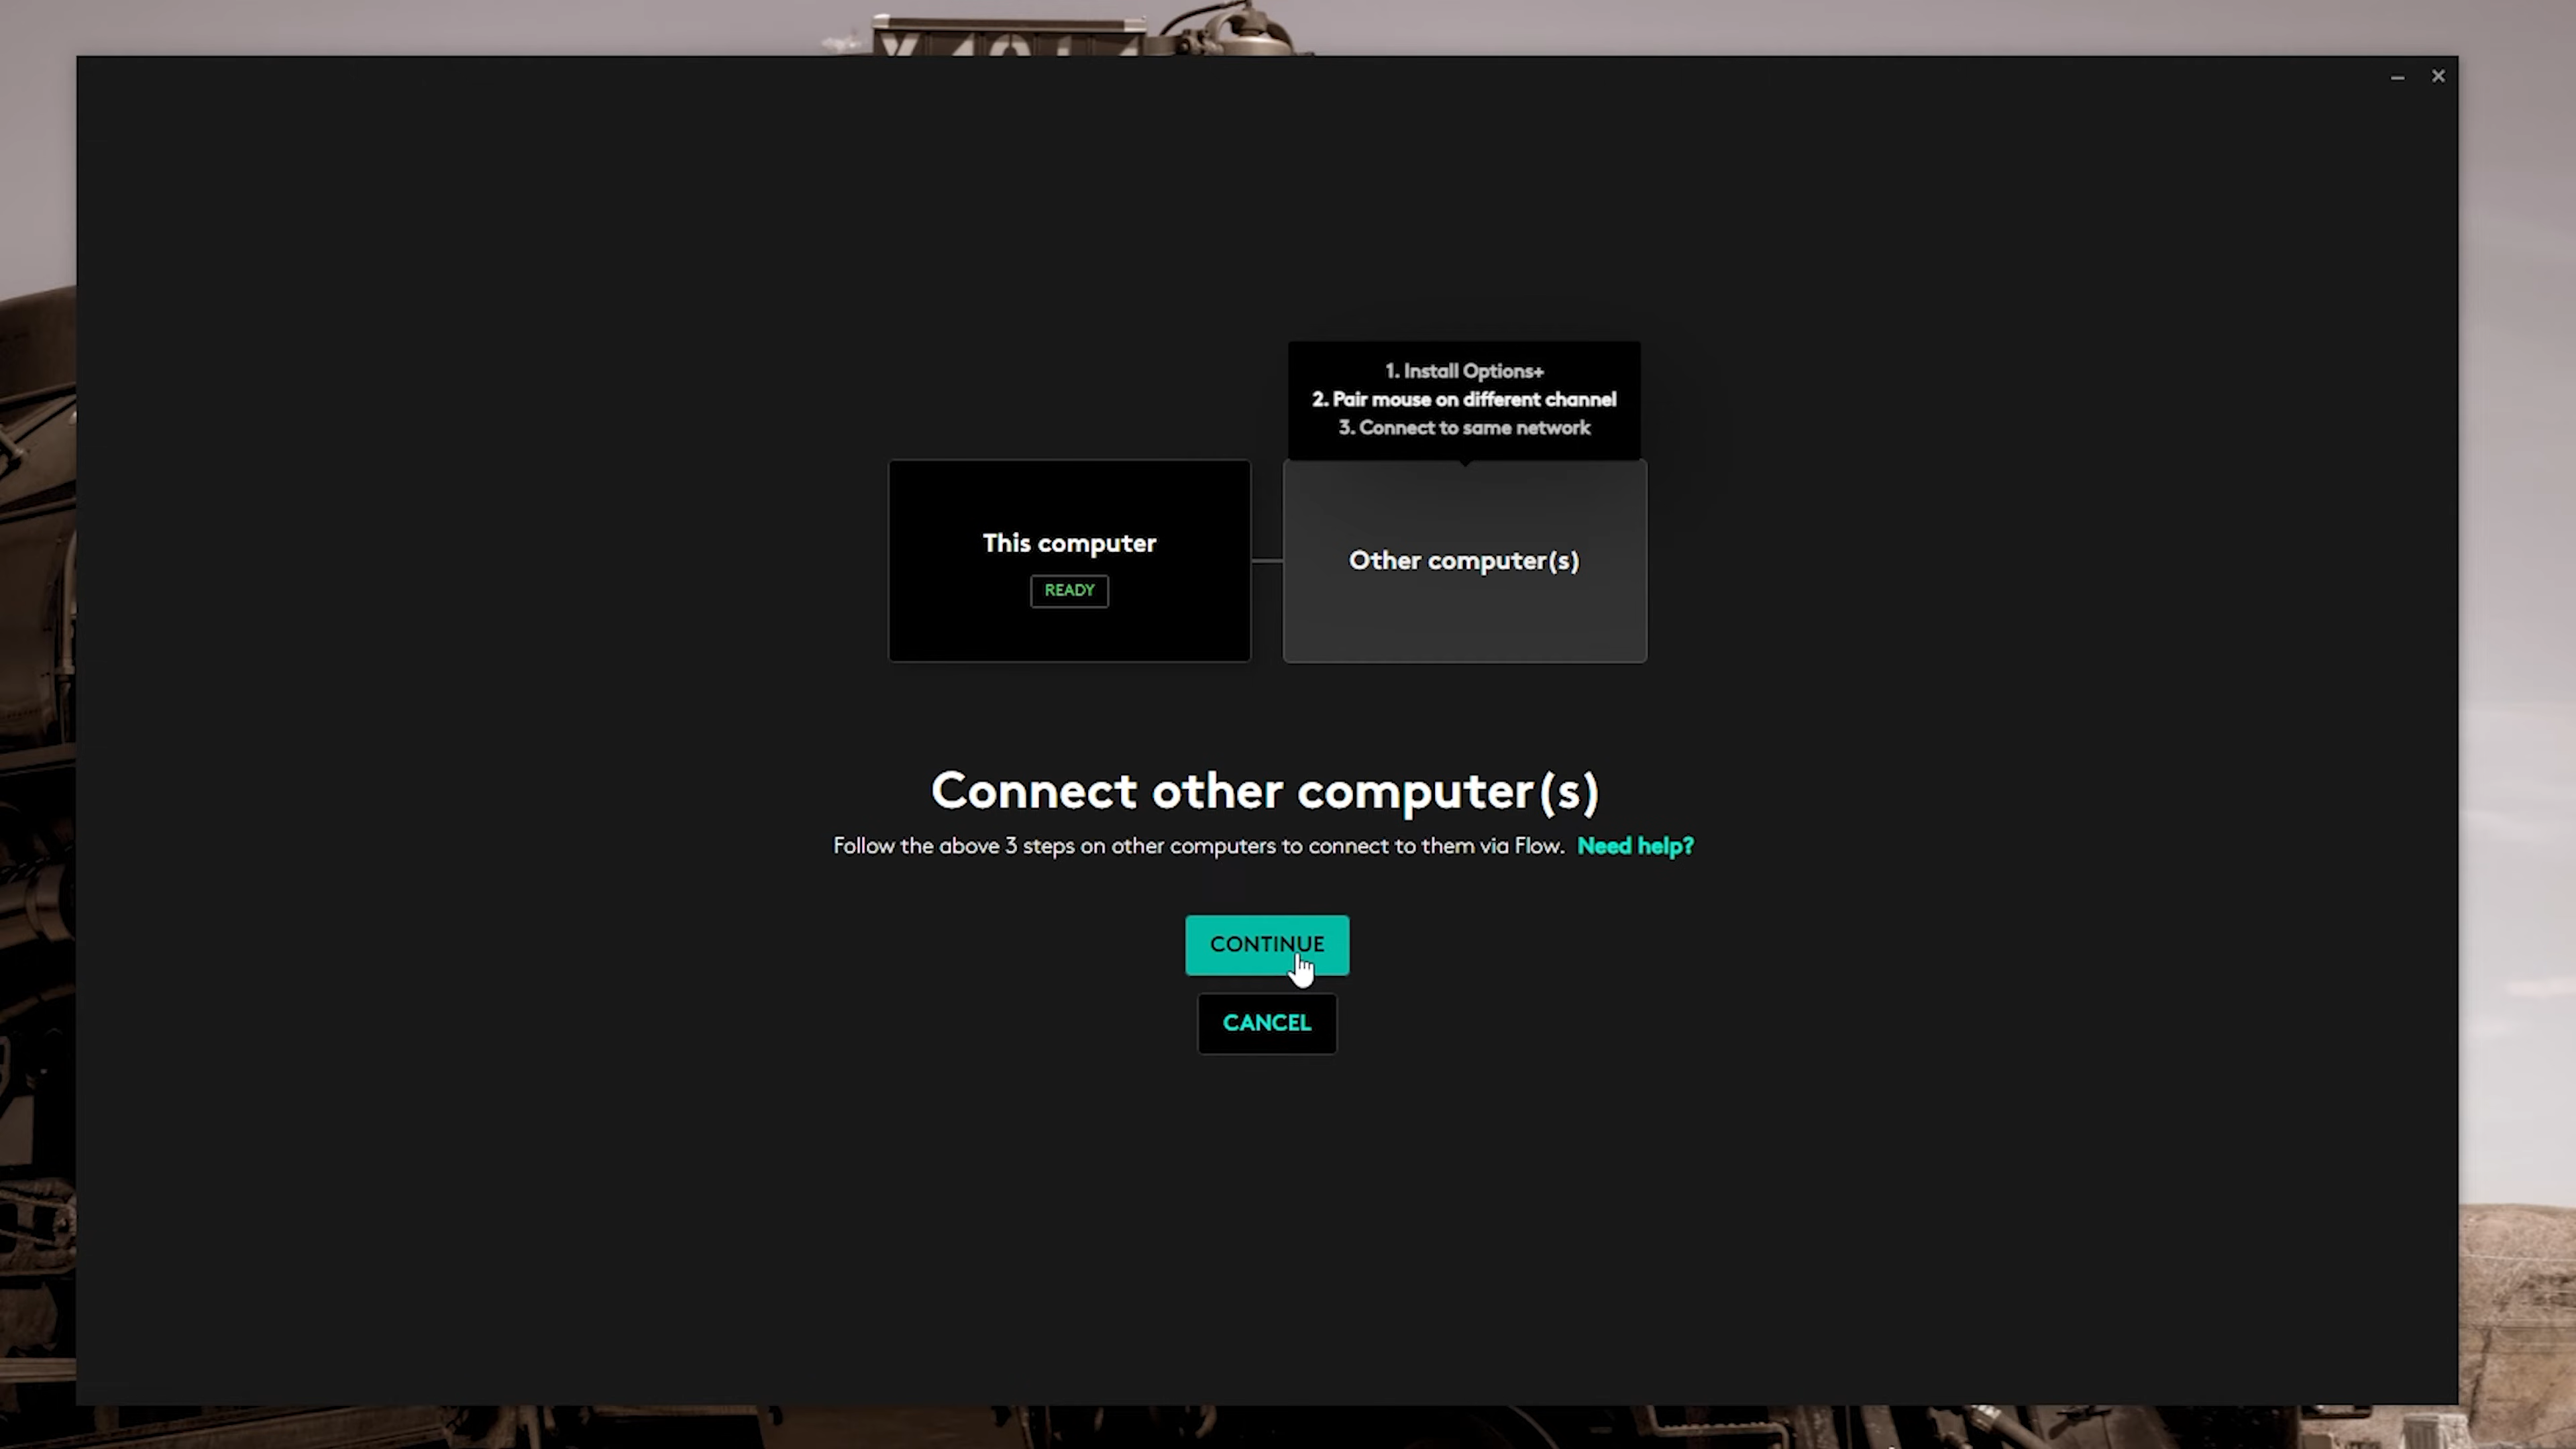 1. Install Options+
2. Pair mouse on different channel
3. Connect to same network
This computer
READY
Other computer(s)
Connect other computer(s)
Follow the above 3 steps on other computers to connect to them via Flow. Need help?
CONTINUE
CANCEL